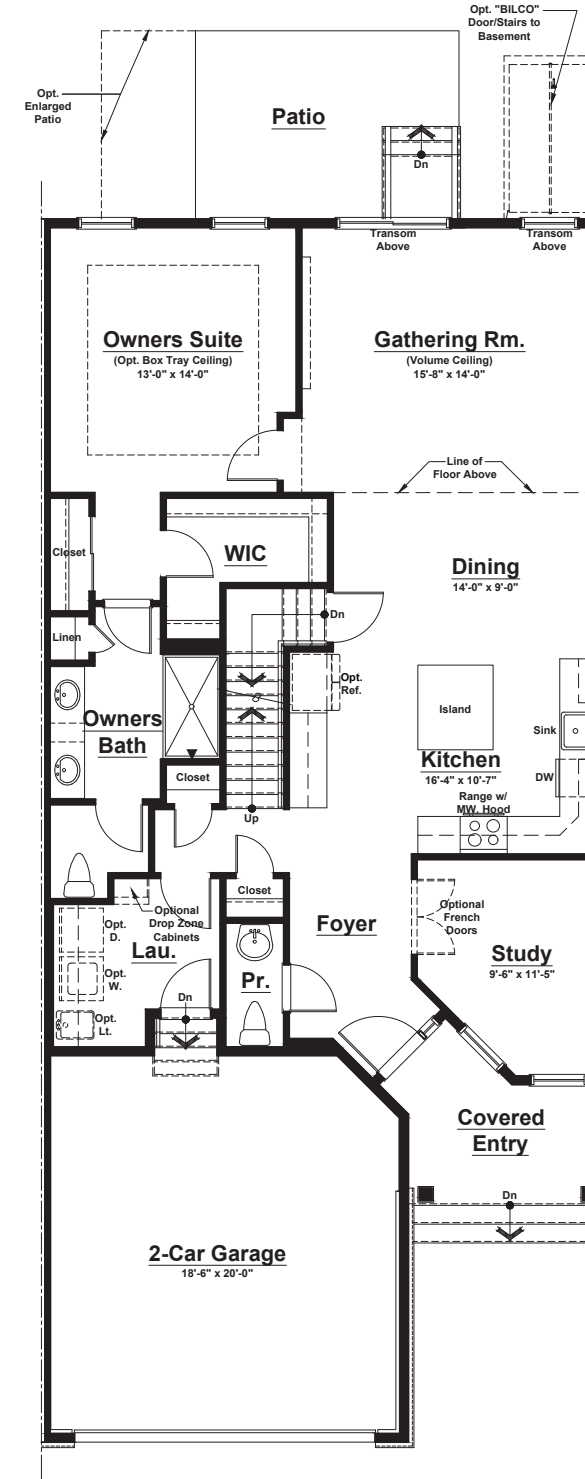 Opt. "BILCO"
Door/Stairs to
Basement
Opt.
Enlarged
Patio
Patio
Dn
Transom
Above
Transom
Above
Owners Suite
(Opt. Box Tray Ceiling)
13'-0" x 14'-0"
Gathering Rm.
(Volume Ceiling)
15'-8" x 14'-0"
Line of
Floor Above
Closet
WIC
Dining
14'-0" x 9'-0"
Dn
Linen
Opt.
Ref.
Owners
Bath
Island
Sink
Kitchen
16'-4" x 10'-7"
DW
Closet
Range w/
MW. Hood
Up
Closet
Optional
Drop Zone
Cabinets
Opt.
D.
Lau.
Foyer
Optional
French
Doors
Study
9'-6" x 11'-5"
Opt.
W.
Pr.
Dn
Opt.
Lt.
Covered
Entry
Dn
2-Car Garage
18'-6" x 20'-0"